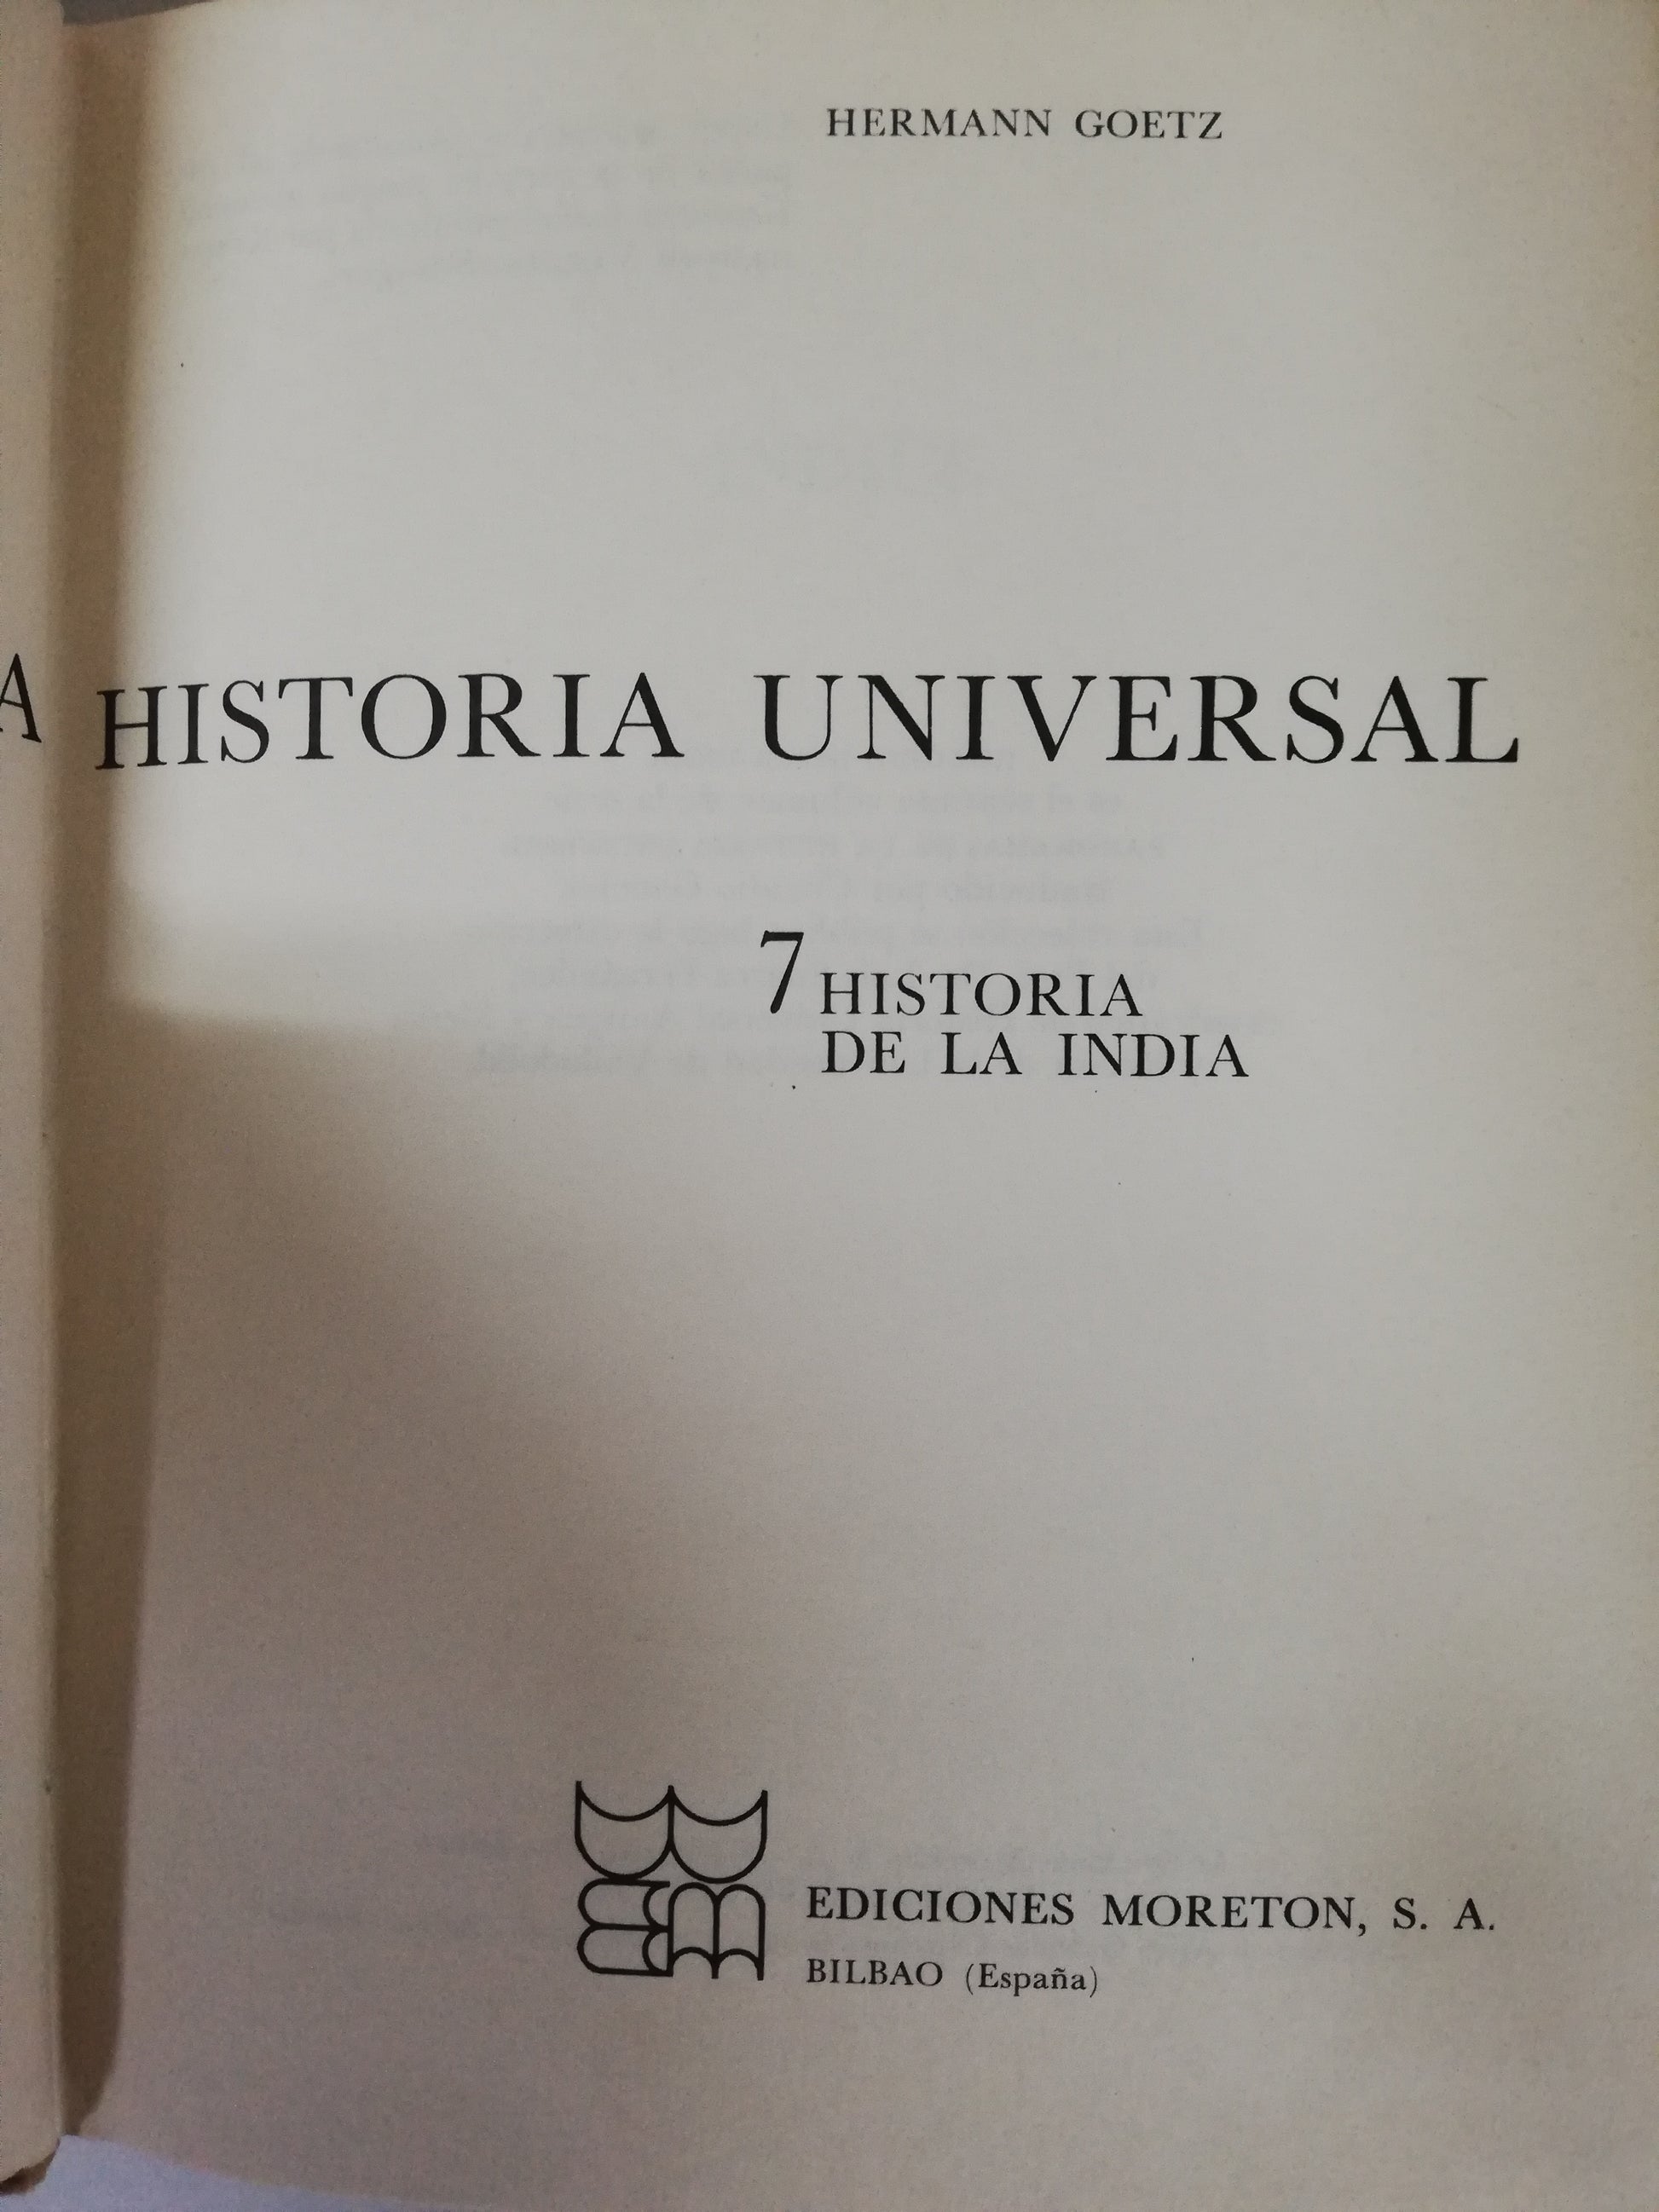 HERMANN GOETZ
A HISTORIA UNIVERSAL
7 HISTORIA
DE LA INDIA
EDICIONES MORETON, S. A.
BILBAO (España)